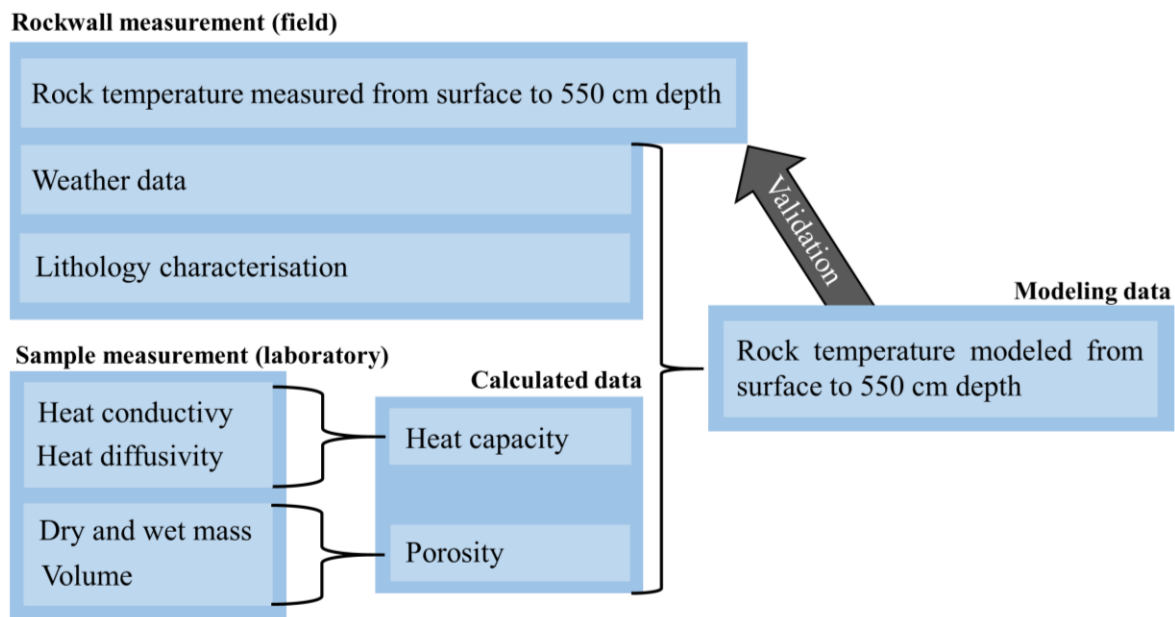 Rockwall measurement (field)
Rock temperature measured from surface to 550 cm depth
Weather data
Lithology characterisation
Validation
Modeling data
Rock temperature modeled from
surface to 550 cm depth
Sample measurement (laboratory)
Heat conductivy
Heat diffusivity
Dry and wet mass
Volume
Calculated data
Heat capacity
Porosity